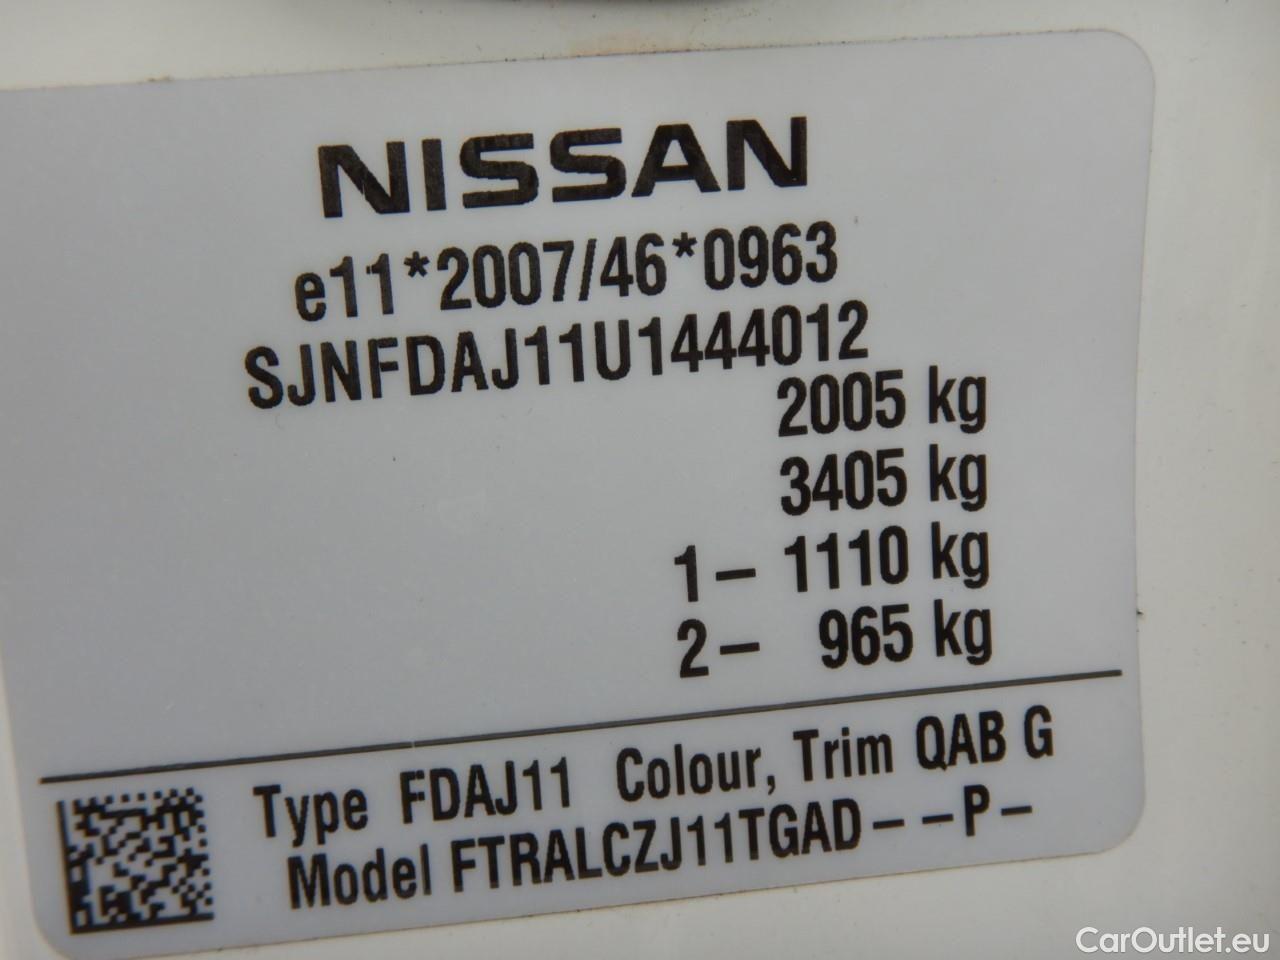 NISSAN
e11*2007/46*0963
SJNFDAJ11U1444012
2005 kg
3405 kg
1– 1110 kg
2– 965 kg
Type FDAJ11 Colour, Trim QAB G
Model FTRALCZJ11TGAD– –P–
CarOutlet.eu